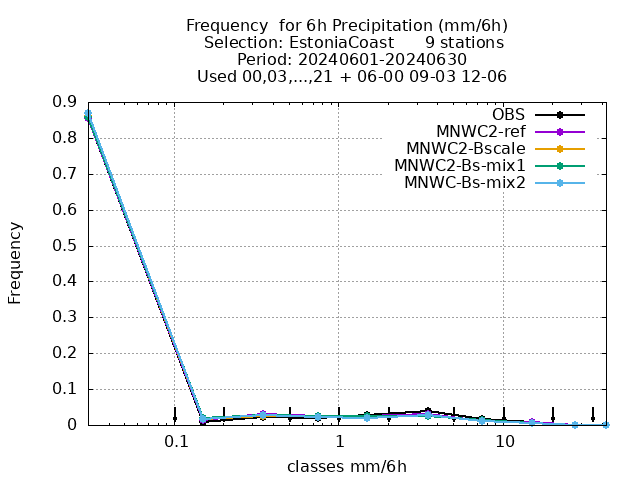 Frequency  for 6h Precipitation (mm/6h)
Selection: EstoniaCoast      9 stations
Period: 20240601-20240630
Used 00,03,...,21 + 06-00 09-03 12-06
0.9
0.8
0.7
0.6
0.5
0.4
0.3
0.2
0.1
0
Frequency
OBS
MNWC2-ref
MNWC2-Bscale
MNWC2-Bs-mix1
MNWC-Bs-mix2
0.1 1 10
classes mm/6h